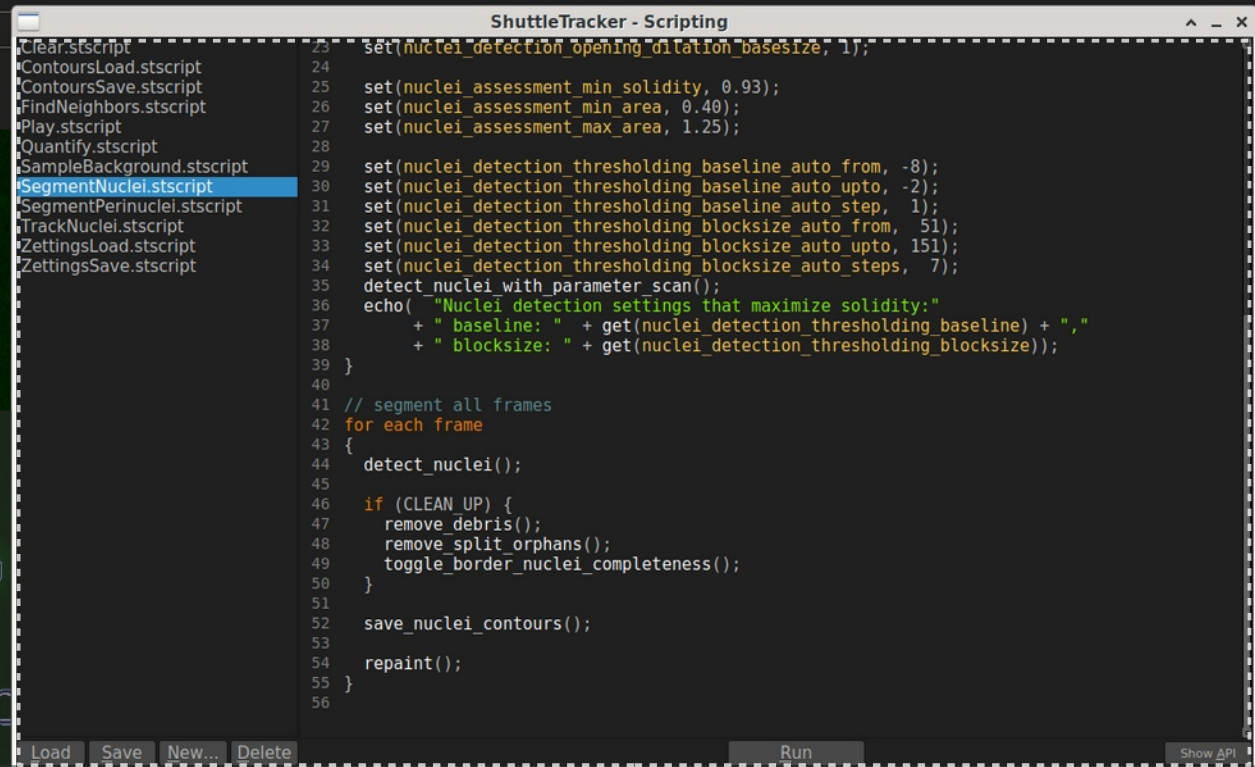 ShuttleTracker - Scripting
Clear.stscript
ContoursLoad.stscript
ContoursSave.stscript
FindNeighbors.stscript
Play.stscript
Quantify.stscript
SampleBackground.stscript
SegmentNuclei.stscript
SegmentPerinuclei.stscript
TrackNuclei.stscript
ZettingsLoad.stscript
ZettingsSave.stscript
23 set(nuclei_detection_opening_dilation_basesize, 1);
24
25 set(nuclei_assessment_min_solidity, 0.93);
26 set(nuclei_assessment_min_area, 0.40);
27 set(nuclei_assessment_max_area, 1.25);
28
29 set(nuclei_detection_thresholding_baseline_auto_from, -8);
30 set(nuclei_detection_thresholding_baseline_auto_upto, -2);
31 set(nuclei_detection_thresholding_baseline_auto_step,  1);
32 set(nuclei_detection_thresholding_blocksize_auto_from,  51);
33 set(nuclei_detection_thresholding_blocksize_auto_upto, 151);
34 set(nuclei_detection_thresholding_blocksize_auto_steps,  7);
35 detect_nuclei_with_parameter_scan();
36 echo(  "Nuclei detection settings that maximize solidity:"
37 + " baseline: "  + get(nuclei_detection_thresholding_baseline) + ","
38 + " blocksize: " + get(nuclei_detection_thresholding_blocksize));
39 }
40
41 // segment all frames
42 for each frame
43 {
44 detect_nuclei();
45
46 if (CLEAN_UP) {
47 remove_debris();
48 remove_split_orphans();
49 toggle_border_nuclei_completeness();
50 }
51
52 save_nuclei_contours();
53
54 repaint();
55 }
56
Load Save New... Delete Run Show API